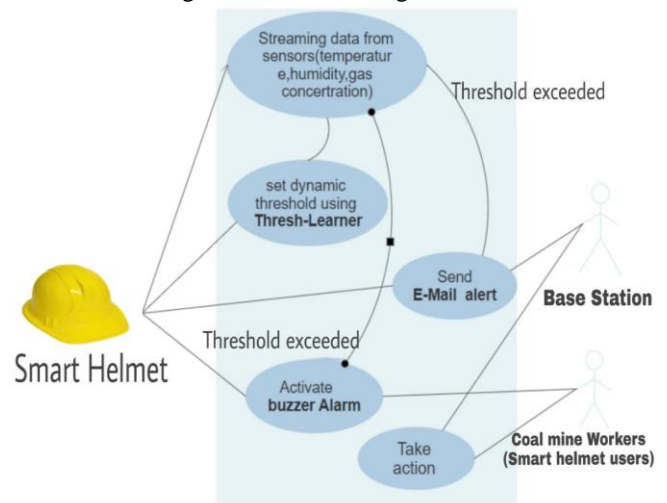 Streaming data from
sensors(temperatur
e,humidity,gas
concertration)
Threshold exceeded
set dynamic
threshold using
Thresh-Learner
Send
E-Mail alert
Base Station
Smart Helmet
Threshold exceeded
Activate
buzzer Alarm
Take
action
Coal mine Workers
(Smart helmet users)